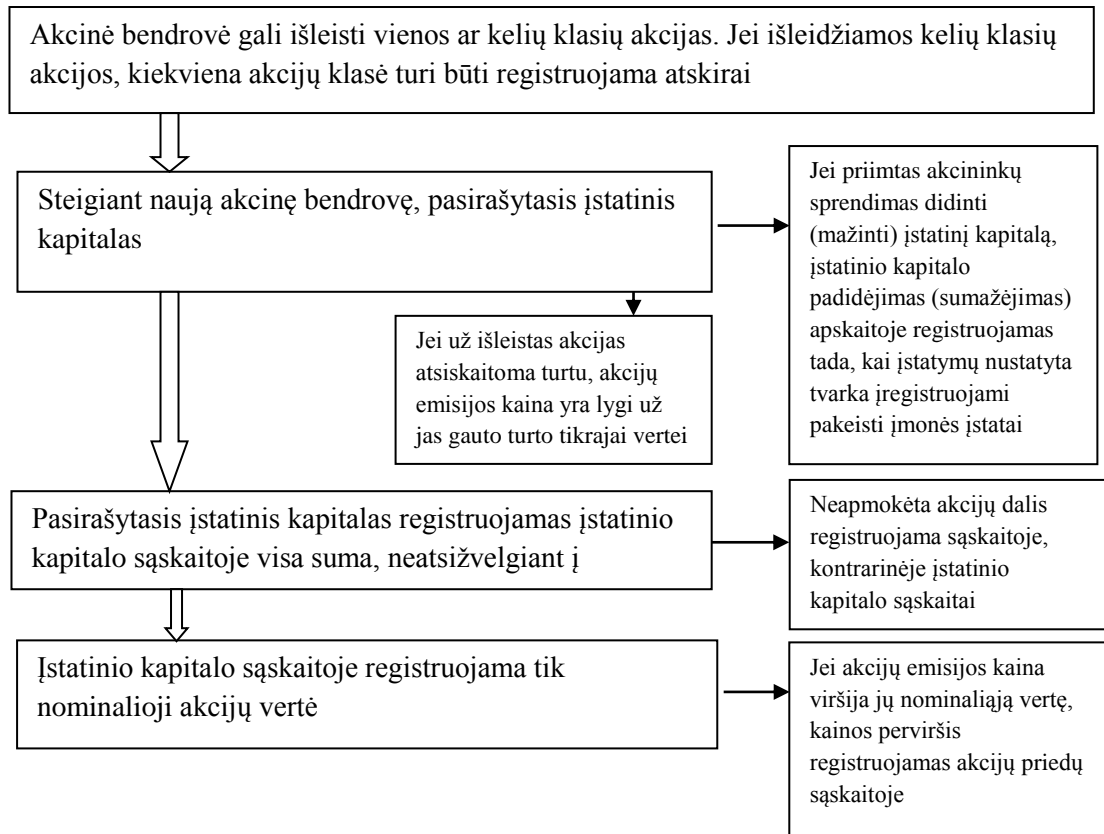 Akcinė bendrovė gali išleisti vienos ar kelių klasių akcijas. Jei išleidžiamos kelių klasių
akcijos, kiekviena akcijų klasė turi būti registruojama atskirai
Steigiant naują akcinę bendrovę, pasirašytasis įstatinis
kapitalas
Jei priimtas akcininkų
sprendimas didinti
(mažinti) įstatinį kapitalą,
įstatinio kapitalo
padidėjimas (sumažėjimas)
apskaitoje registruojamas
tada, kai įstatymų nustatyta
tvarka įregistruojami
pakeisti įmonės įstatai
Jei už išleistas akcijas
atsiskaitoma turtu, akcijų
emisijos kaina yra lygi už
jas gauto turto tikrajai vertei
Pasirašytasis įstatinis kapitalas registruojamas įstatinio
kapitalo sąskaitoje visa suma, neatsižvelgiant į
Neapmokėta akcijų dalis
registruojama sąskaitoje,
kontrarinėje įstatinio
kapitalo sąskaitai
Įstatinio kapitalo sąskaitoje registruojama tik
nominalioji akcijų vertė
Jei akcijų emisijos kaina
viršija jų nominaliąją vertę,
kainos perviršis
registruojamas akcijų priedų
sąskaitoje